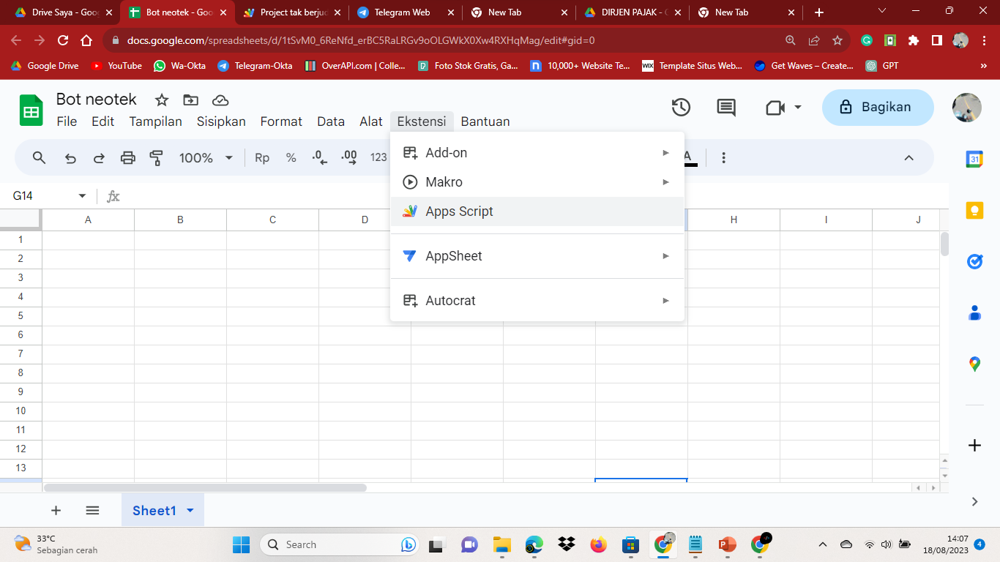 Drive Saya - Goog
Bot neotek - Goo
Project tak berjud
Telegram Web
New Tab
DIRJEN PAJAK - G
New Tab
docs.google.com/spreadsheets/d/1tSvM0_6ReNfd_erBC5RaLRGv9oOLGWkX0Xw4RXHqMag/edit#gid=0
Google Drive
YouTube
Wa-Okta
Telegram-Okta
OverAPI.com | Colle...
Foto Stok Gratis, Ga...
10,000+ Website Te...
WIX
Template Situs Web...
Get Waves – Create...
GPT
»
Bot neotek
File Edit Tampilan Sisipkan Format Data Alat Ekstensi Bantuan
Bagikan
100% Rp % .0 .00 123 A
Add-on
Makro
Apps Script
AppSheet
Autocrat
31
G14
fx
A B C D H I J
1
2
3
4
5
6
7
8
9
10
11
12
13
Sheet1
33°C
Sebagian cerah
Search
14:07
18/08/2023
4